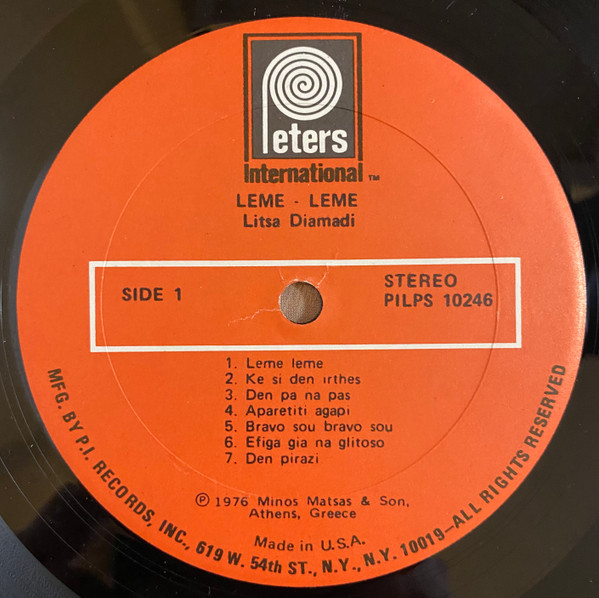 Peters
International™
LEME - LEME
Litsa Diamadi
SIDE 1
STEREO
PILPS 10246
1. Leme leme
2. Ke si den irthes
3. Den pa na pas
4. Aparetiti agapi
5. Bravo sou bravo sou
6. Efiga gia na glitoso
7. Den pirazi
℗ 1976 Minos Matsas & Son,
Athens, Greece
Made in U.S.A.
MFG. BY P.I. RECORDS, INC., 619 W. 54th ST., N.Y., N.Y. 10019—ALL RIGHTS RESERVED